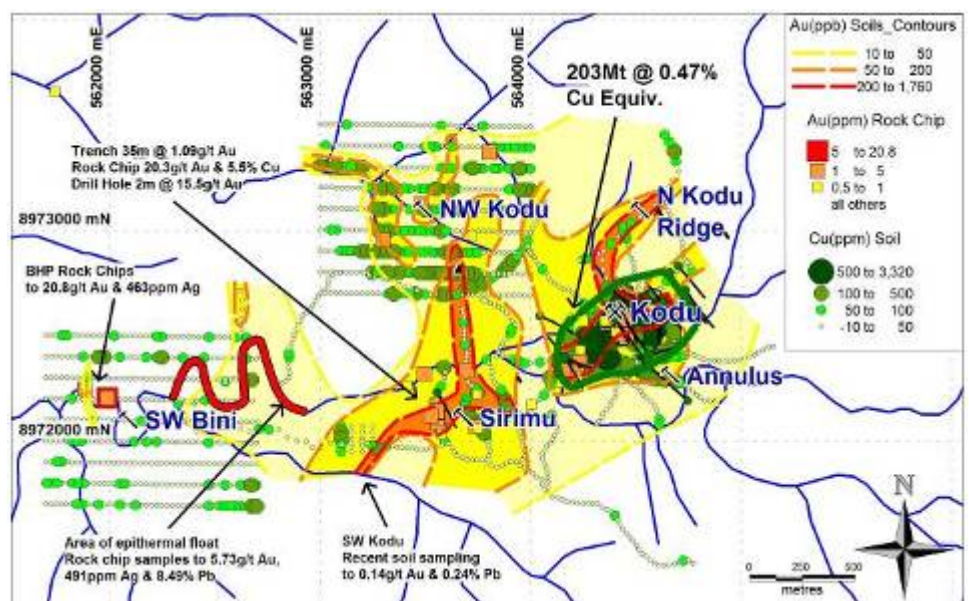 562000 mE
563000 mE
564000 mE
203Mt @ 0.47%
Cu Equiv.
Trench 35m @ 1.09g/t Au
Rock Chip 20.3g/t Au & 5.5% Cu
Drill Hole 2m @ 15.5g/t Au
8973000 mN
NW Kodu
N Kodu
Ridge
BHP Rock Chips
to 20.8g/t Au & 463ppm Ag
Kodu
Annulus
SW Bini
Sirimu
8972000 mN
Area of epithermal float
Rock chip samples to 5.73g/t Au,
491ppm Ag & 8.49% Pb
SW Kodu
Recent soil sampling
to 0.14g/t Au & 0.24% Pb
Au(ppb) Soils_Contours
10 to 50
50 to 200
200 to 1,760
Au(ppm) Rock Chip
5 to 20.8
1 to 5
0.5 to 1
all others
Cu(ppm) Soil
500 to 3,320
100 to 500
50 to 100
-10 to 50
N
0 250 500
metres